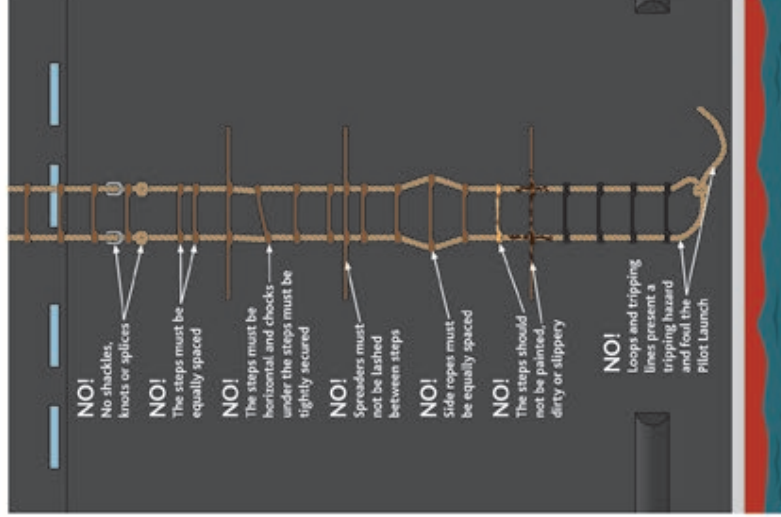 NO!
No shackles,
knots or splices
NO!
The steps must be
equally spaced
NO!
The steps must be
horizontal and chocks
under the steps must be
tightly secured
NO!
Spreaders must
not be lashed
between steps
NO!
Side ropes must
be equally spaced
NO!
The steps should
not be painted,
dirty or slippery
NO!
Loops and tripping
lines present a
tripping hazard
and foul the
Pilot Launch